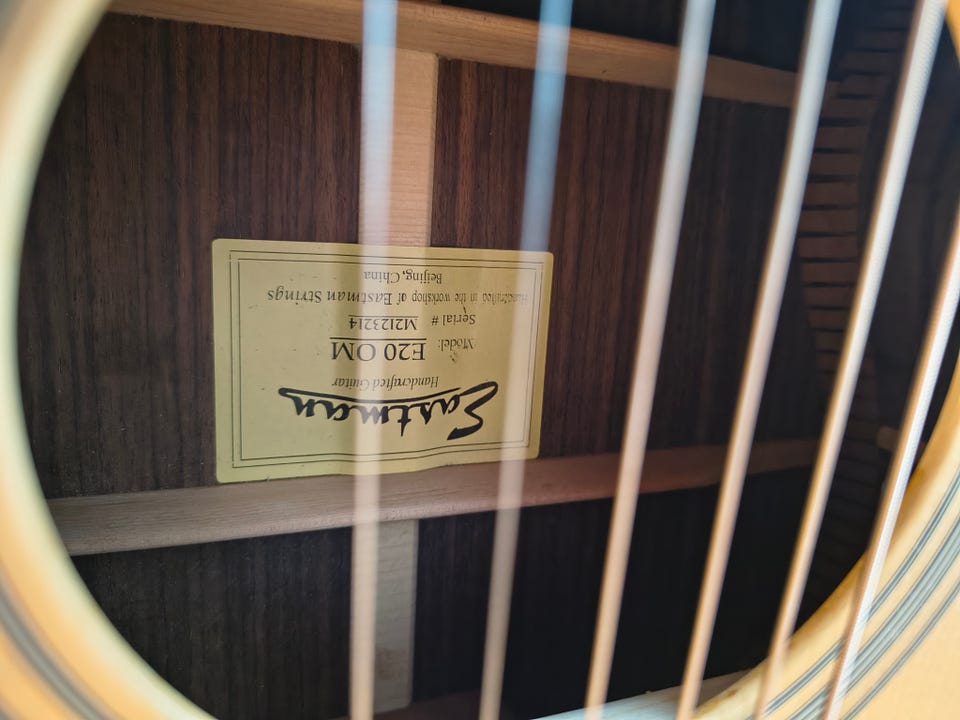 Eastman
Handcrafted Guitar
Model: E20 OM
Serial # M2123214
Handcrafted in the workshop of Eastman Strings
Beijing, China